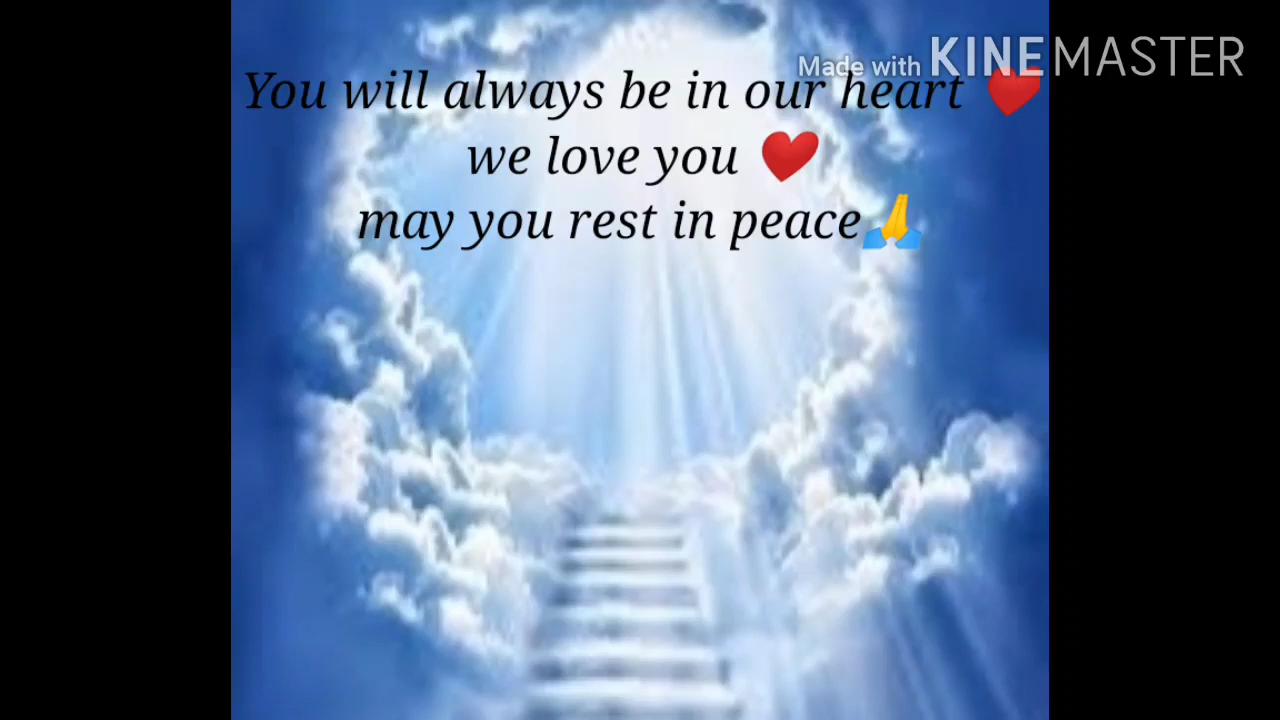 Made with KINEMASTER
You will always be in our heart ❤️
we love you ❤️
may you rest in peace🙏